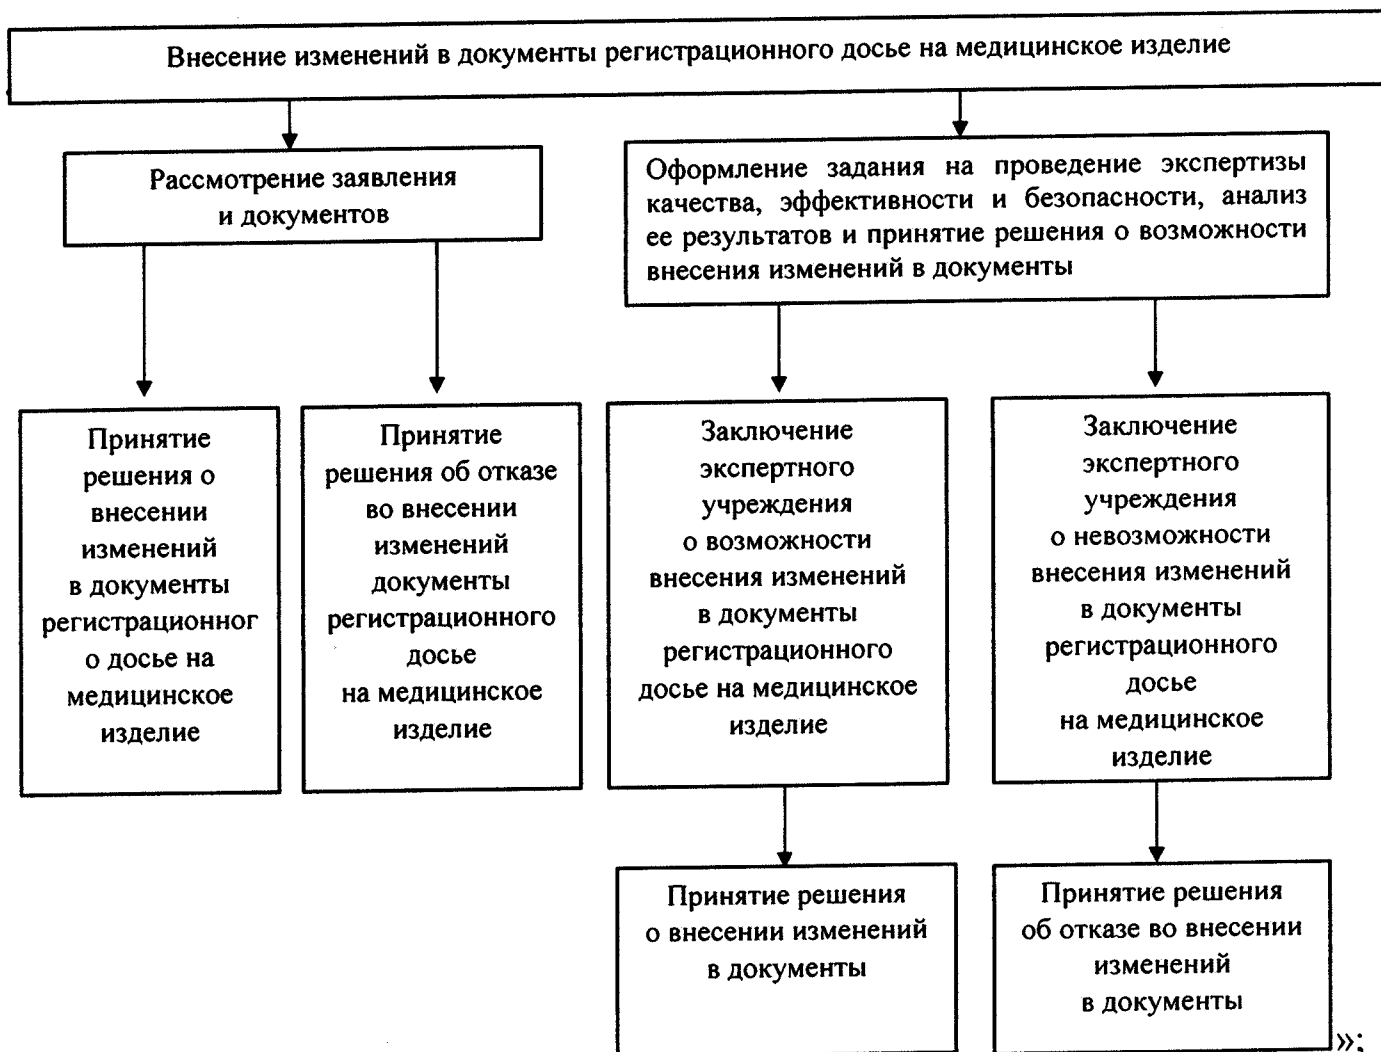 Внесение изменений в документы регистрационного досье на медицинское изделие
Рассмотрение заявления
и документов
Оформление задания на проведение экспертизы
качества, эффективности и безопасности, анализ
ее результатов и принятие решения о возможности
внесения изменений в документы
Принятие
решения о
внесении
изменений
в документы
регистрационног
о досье на
медицинское
изделие
Принятие
решения об отказе
во внесении
изменений
документы
регистрационного
досье
на медицинское
изделие
Заключение
экспертного
учреждения
о возможности
внесения изменений
в документы
регистрационного
досье на медицинское
изделие
Заключение
экспертного
учреждения
о невозможности
внесения изменений
в документы
регистрационного
досье
на медицинское
изделие
Принятие решения
о внесении изменений
в документы
Принятие решения
об отказе во внесении
изменений
в документы
»;